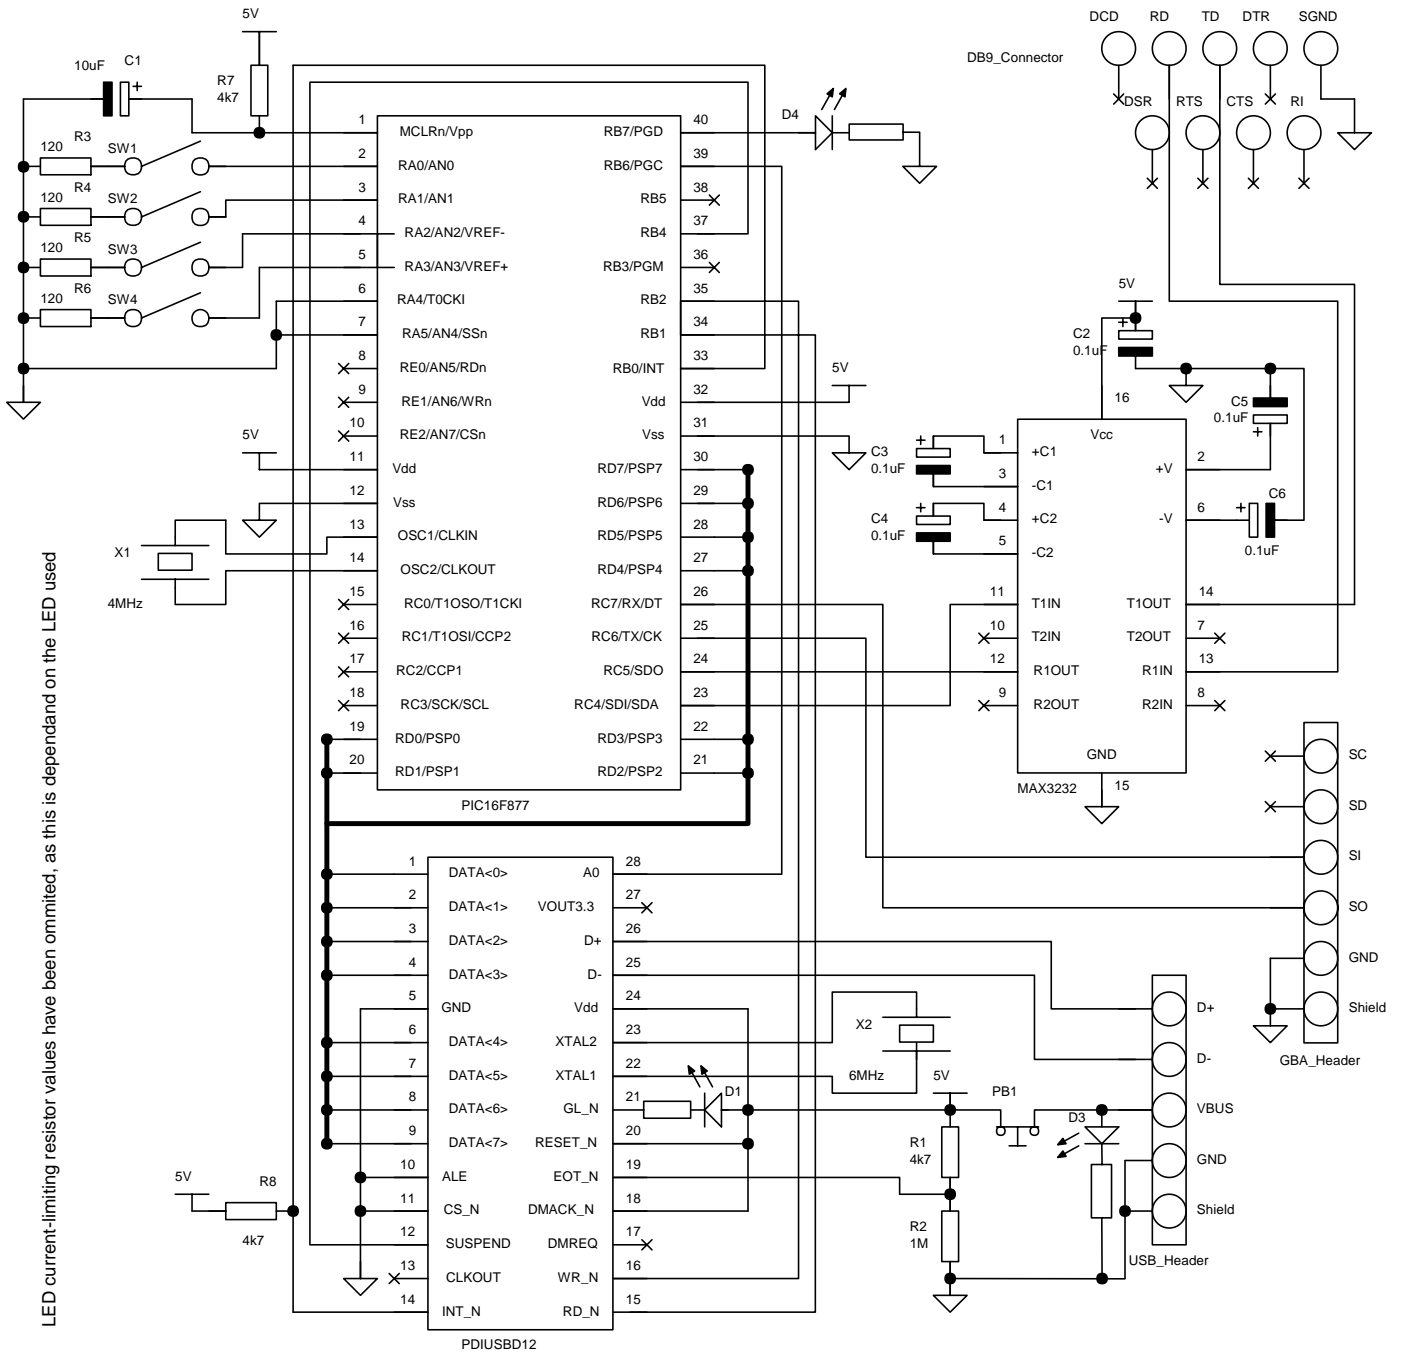 DCD RD TD DTR SGND
DB9_Connector
DSR RTS CTS RI
5V
10uF C1
R7
4k7
120 R3 SW1
120 R4 SW2
120 R5 SW3
120 R6 SW4
D4
1 MCLRn/Vpp RB7/PGD 40
2 RA0/AN0 RB6/PGC 39
3 RA1/AN1 RB5 38
4 RA2/AN2/VREF- RB4 37
5 RA3/AN3/VREF+ RB3/PGM 36
6 RA4/T0CKI RB2 35
7 RA5/AN4/SSn RB1 34
8 RE0/AN5/RDn RB0/INT 33
9 RE1/AN6/WRn Vdd 32
10 RE2/AN7/CSn Vss 31
11 Vdd RD7/PSP7 30
12 Vss RD6/PSP6 29
13 OSC1/CLKIN RD5/PSP5 28
14 OSC2/CLKOUT RD4/PSP4 27
15 RC0/T1OSO/T1CKI RC7/RX/DT 26
16 RC1/T1OSI/CCP2 RC6/TX/CK 25
17 RC2/CCP1 RC5/SDO 24
18 RC3/SCK/SCL RC4/SDI/SDA 23
19 RD0/PSP0 RD3/PSP3 22
20 RD1/PSP1 RD2/PSP2 21
PIC16F877
5V
5V
X1
4MHz
5V
C2
0.1uF
C5
0.1uF
C3
0.1uF
C4
0.1uF
C6
0.1uF
16
Vcc
1 +C1 +V 2
3 -C1
4 +C2 -V 6
5 -C2
11 T1IN T1OUT 14
10 T2IN T2OUT 7
12 R1OUT R1IN 13
9 R2OUT R2IN 8
GND
15
MAX3232
SC
SD
SI
SO
GND
Shield
GBA_Header
1 DATA<0> A0 28
2 DATA<1> VOUT3.3 27
3 DATA<2> D+ 26
4 DATA<3> D- 25
5 GND Vdd 24
6 DATA<4> XTAL2 23
7 DATA<5> XTAL1 22
8 DATA<6> GL_N 21
9 DATA<7> RESET_N 20
10 ALE EOT_N 19
11 CS_N DMACK_N 18
12 SUSPEND DMREQ 17
13 CLKOUT WR_N 16
14 INT_N RD_N 15
PDIUSBD12
5V
R8
4k7
X2
6MHz
D1
5V
PB1
D3
R1
4k7
R2
1M
D+
D-
VBUS
GND
Shield
USB_Header
LED current-limiting resistor values have been ommited, as this is dependand on the LED used